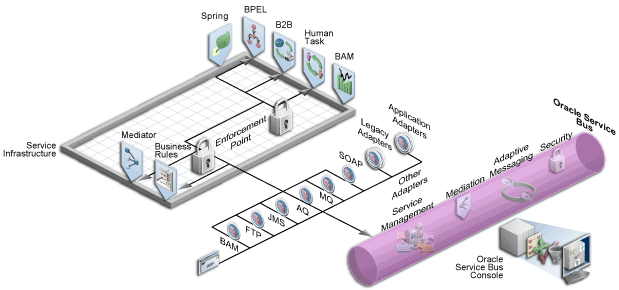 Spring
BPEL
B2B
Human
Task
BAM
Mediator
Business
Rules
Enforcement
Point
Service
Infrastructure
Application
Adapters
Legacy
Adapters
SOAP
MQ
AQ
JMS
FTP
BAM
Other
Adapters
Oracle Service
Bus
Security
Adaptive
Messaging
Mediation
Service
Management
Oracle
Service Bus
Console